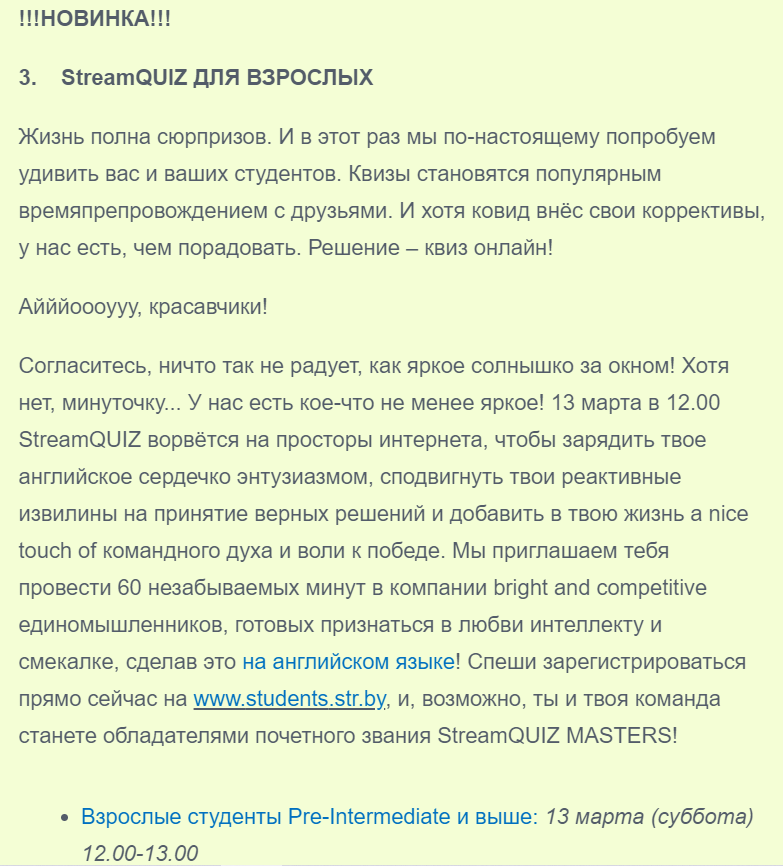 !!!НОВИНКА!!!
3. StreamQUIZ ДЛЯ ВЗРОСЛЫХ
Жизнь полна сюрпризов. И в этот раз мы по-настоящему попробуем
удивить вас и ваших студентов. Квизы становятся популярным
времяпрепровождением с друзьями. И хотя ковид внёс свои коррективы,
у нас есть, чем порадовать. Решение – квиз онлайн!
Айййоооууу, красавчики!
Согласитесь, ничто так не радует, как яркое солнышко за окном! Хотя
нет, минуточку... У нас есть кое-что не менее яркое! 13 марта в 12.00
StreamQUIZ ворвётся на просторы интернета, чтобы зарядить твое
английское сердечко энтузиазмом, сподвигнуть твои реактивные
извилины на принятие верных решений и добавить в твою жизнь a nice
touch of командного духа и воли к победе. Мы приглашаем тебя
провести 60 незабываемых минут в компании bright and competitive
единомышленников, готовых признаться в любви интеллекту и
смекалке, сделав это на английском языке! Спеши зарегистрироваться
прямо сейчас на www.students.str.by, и, возможно, ты и твоя команда
станете обладателями почетного звания StreamQUIZ MASTERS!
• Взрослые студенты Pre-Intermediate и выше: 13 марта (суббота)
12.00-13.00